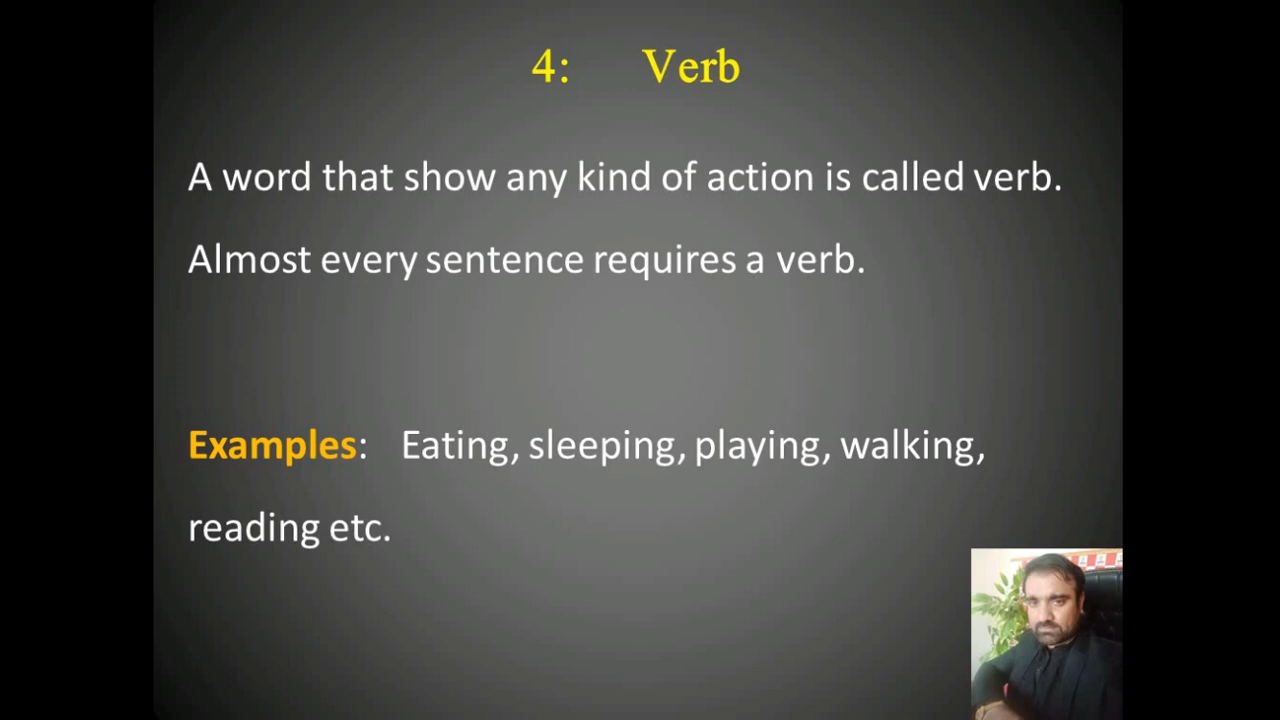 4: Verb
A word that show any kind of action is called verb.
Almost every sentence requires a verb.
Examples: Eating, sleeping, playing, walking,
reading etc.